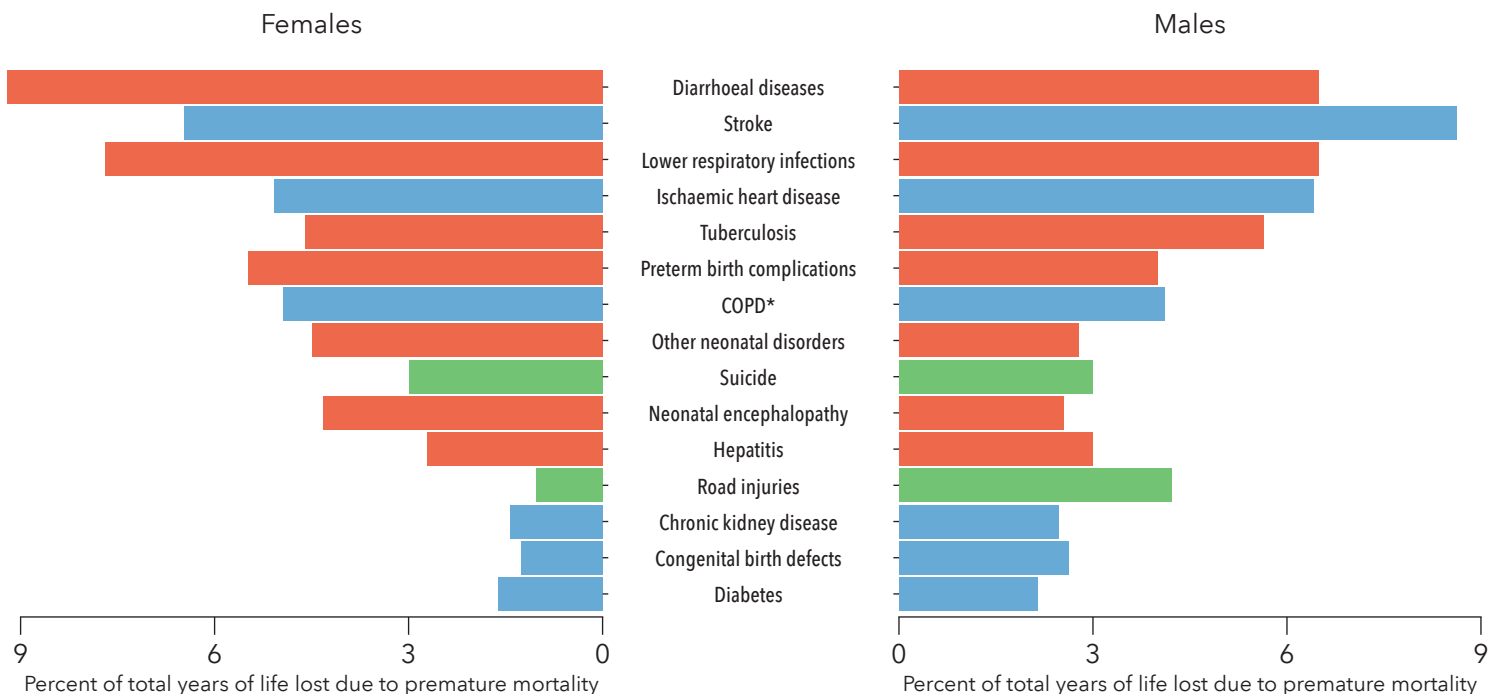 Females
Males
Diarrhoeal diseases
Stroke
Lower respiratory infections
Ischaemic heart disease
Tuberculosis
Preterm birth complications
COPD*
Other neonatal disorders
Suicide
Neonatal encephalopathy
Hepatitis
Road injuries
Chronic kidney disease
Congenital birth defects
Diabetes
9 6 3 0
0 3 6 9
Percent of total years of life lost due to premature mortality
Percent of total years of life lost due to premature mortality